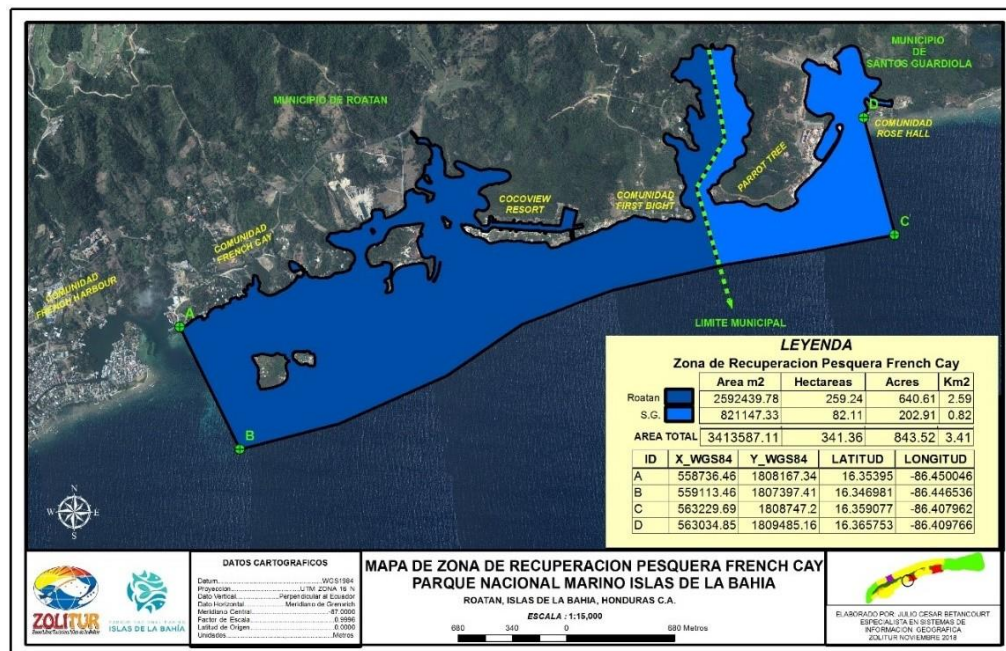 MUNICIPIO
DE
SANTOS GUARDIOLA
MUNICIPIO DE ROATAN
D
COMUNIDAD
ROSE HALL
PARROT TREE
COCOVIEW
RESORT
COMUNIDAD
FIRST BIGHT
C
COMUNIDAD
FRENCH CAY
COMUNIDAD
FRENCH HARBOUR
A
LIMITE MUNICIPAL
B
N
W E
S
LEYENDA
Zona de Recuperacion Pesquera French Cay
Area m2 Hectareas Acres Km2
Roatan 2592439.78 259.24 640.61 2.59
S.G. 821147.33 82.11 202.91 0.82
AREA TOTAL 3413587.11 341.36 843.52 3.41
ID X_WGS84 Y_WGS84 LATITUD LONGITUD
A 558736.46 1808167.34 16.35395 -86.450046
B 559113.46 1807397.41 16.346981 -86.446536
C 563229.69 1808747.2 16.359077 -86.407962
D 563034.85 1809485.16 16.365753 -86.409766
ZOLITUR
ISLAS DE LA BAHÍA
DATOS CARTOGRAFICOS
Datum..........WGS1984
Proyeccion..........UTM ZONA 16 N
Dato Vertical..........Perpendicular al Ecuador
Dato Horizontal..........Meridiano de Grenwich
Meridiano Central..........-87.0000
Factor de Escala..........0.9996
Latitud de Origen..........0.0000
Unidades..........Metros
MAPA DE ZONA DE RECUPERACION PESQUERA FRENCH CAY
PARQUE NACIONAL MARINO ISLAS DE LA BAHIA
ROATAN, ISLAS DE LA BAHIA, HONDURAS C.A.
ESCALA : 1:15,000
680 340 0 680 Metros
ELABORADO POR: JULIO CESAR BETANCOURT
ESPECIALISTA EN SISTEMAS DE
INFORMACION GEOGRAFICA
ZOLITUR NOVIEMBRE 2018